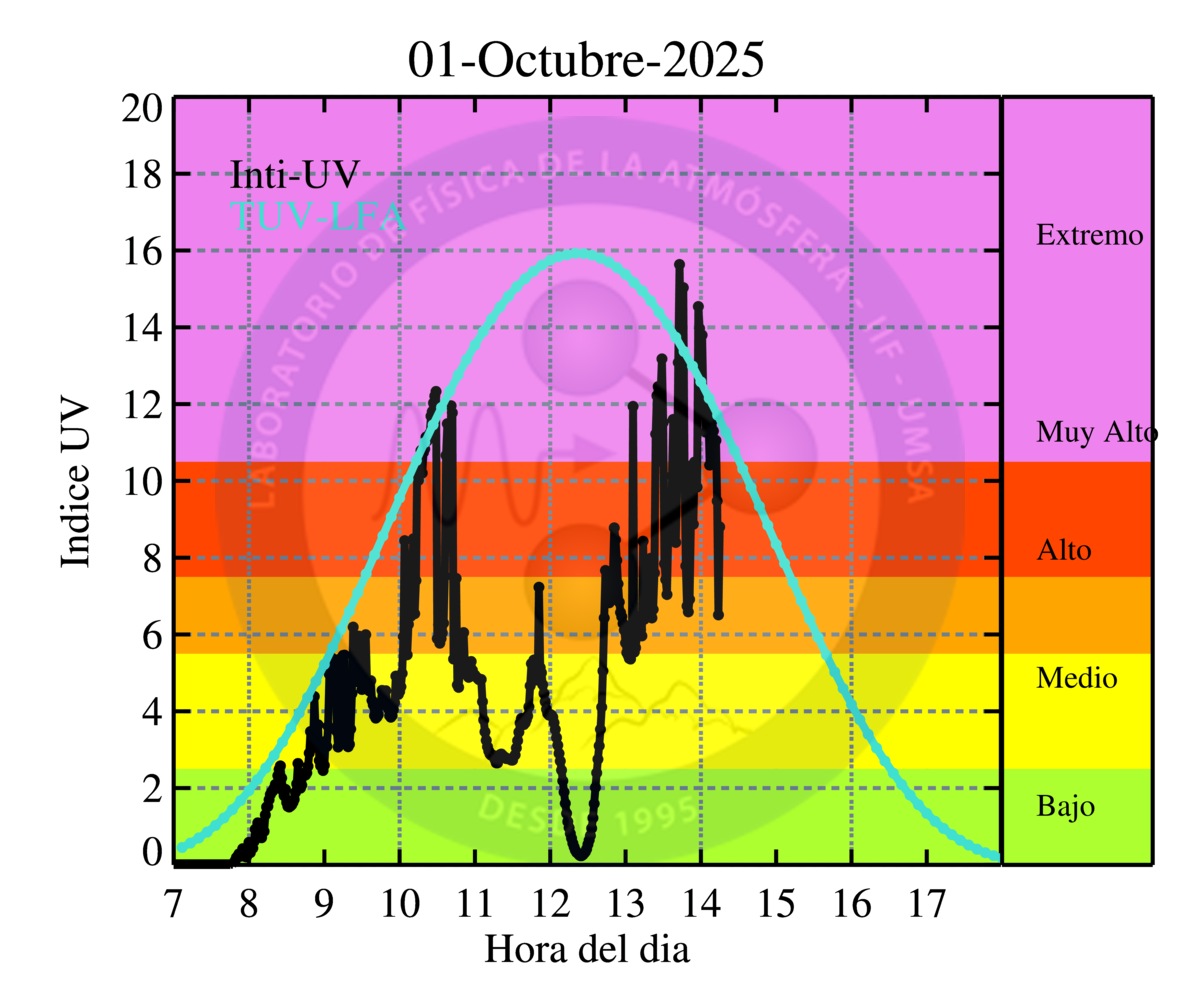 01-Octubre-2025
20
18
16
14
12
10
8
6
4
2
0
Indice UV
Inti-UV
TUV-LFA
LABORATORIO DE FÍSICA DE LA ATMÓSFERA - IIF - UMSA
DESDE 1995
Extremo
Muy Alto
Alto
Medio
Bajo
7 8 9 10 11 12 13 14 15 16 17
Hora del dia